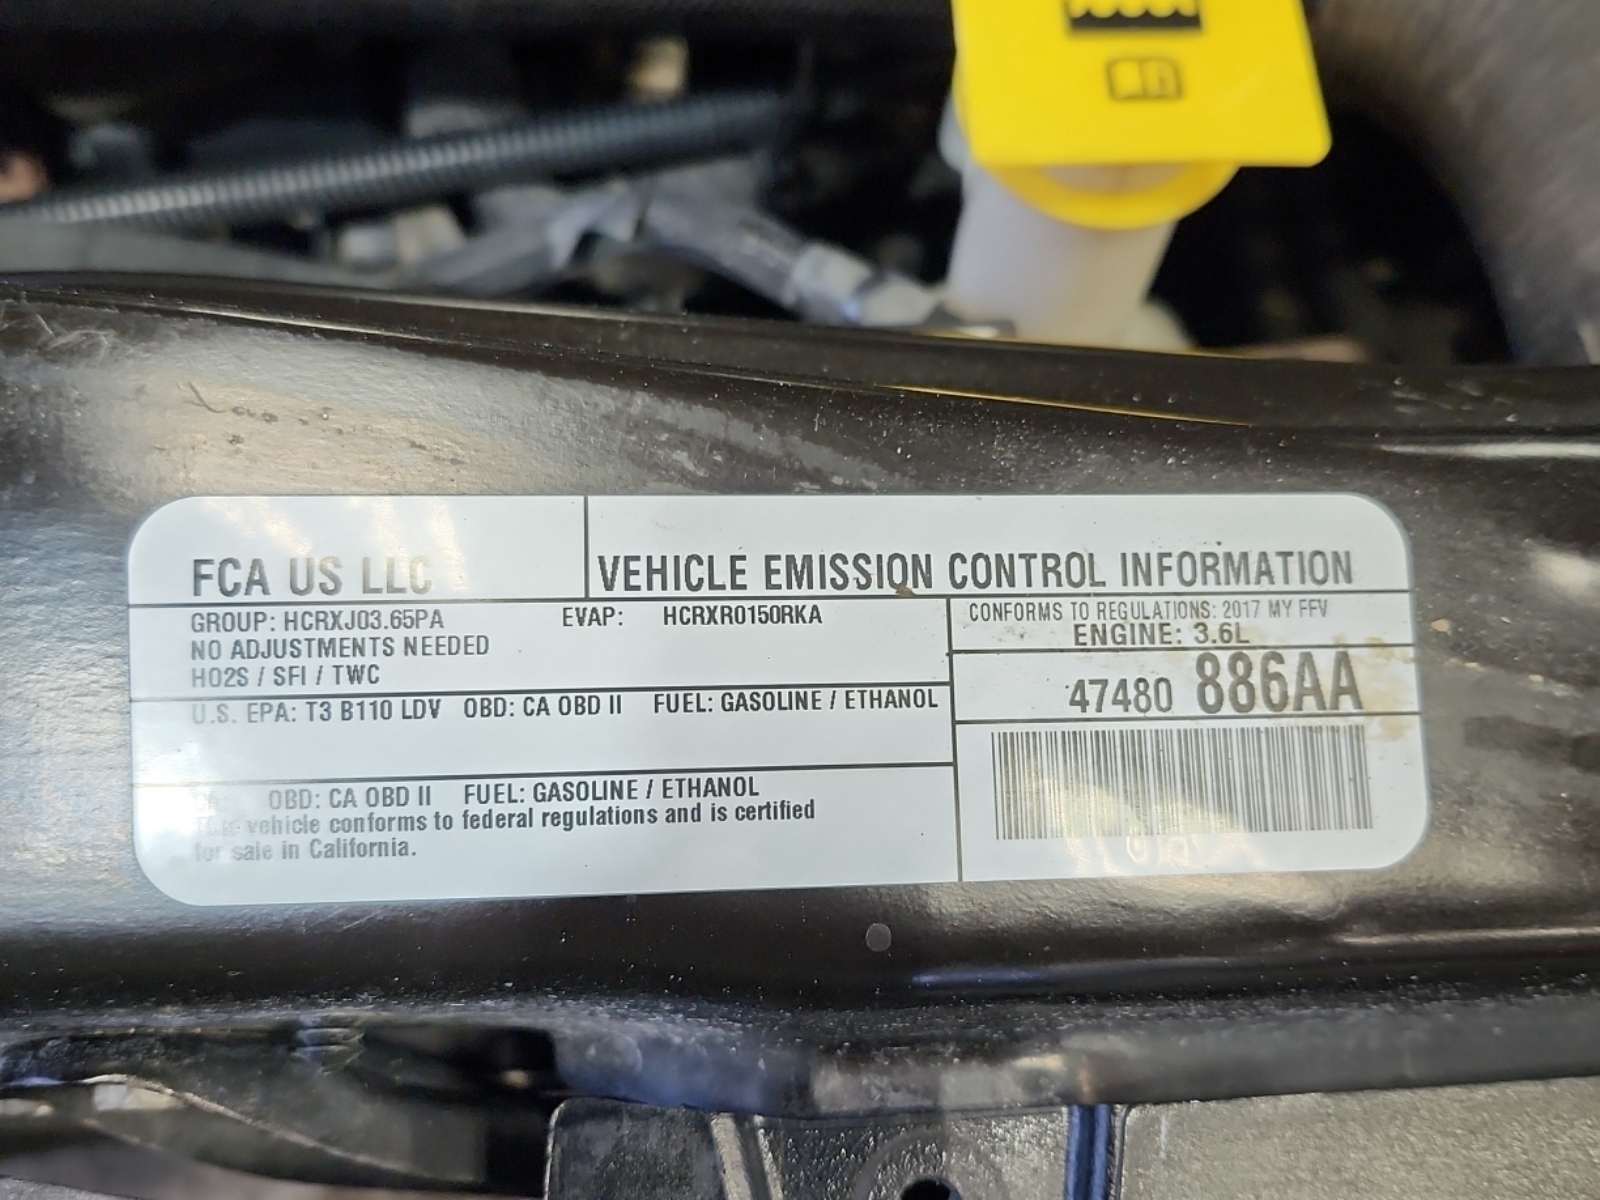 FCA US LLC
VEHICLE EMISSION CONTROL INFORMATION
GROUP: HCRXJ03.65PA EVAP: HCRXR0150RKA
NO ADJUSTMENTS NEEDED
HO2S / SFI / TWC
CONFORMS TO REGULATIONS: 2017 MY FFV
ENGINE: 3.6L
47480 886AA
U.S. EPA: T3 B110 LDV OBD: CA OBD II FUEL: GASOLINE / ETHANOL
OBD: CA OBD II FUEL: GASOLINE / ETHANOL
This vehicle conforms to federal regulations and is certified
for sale in California.